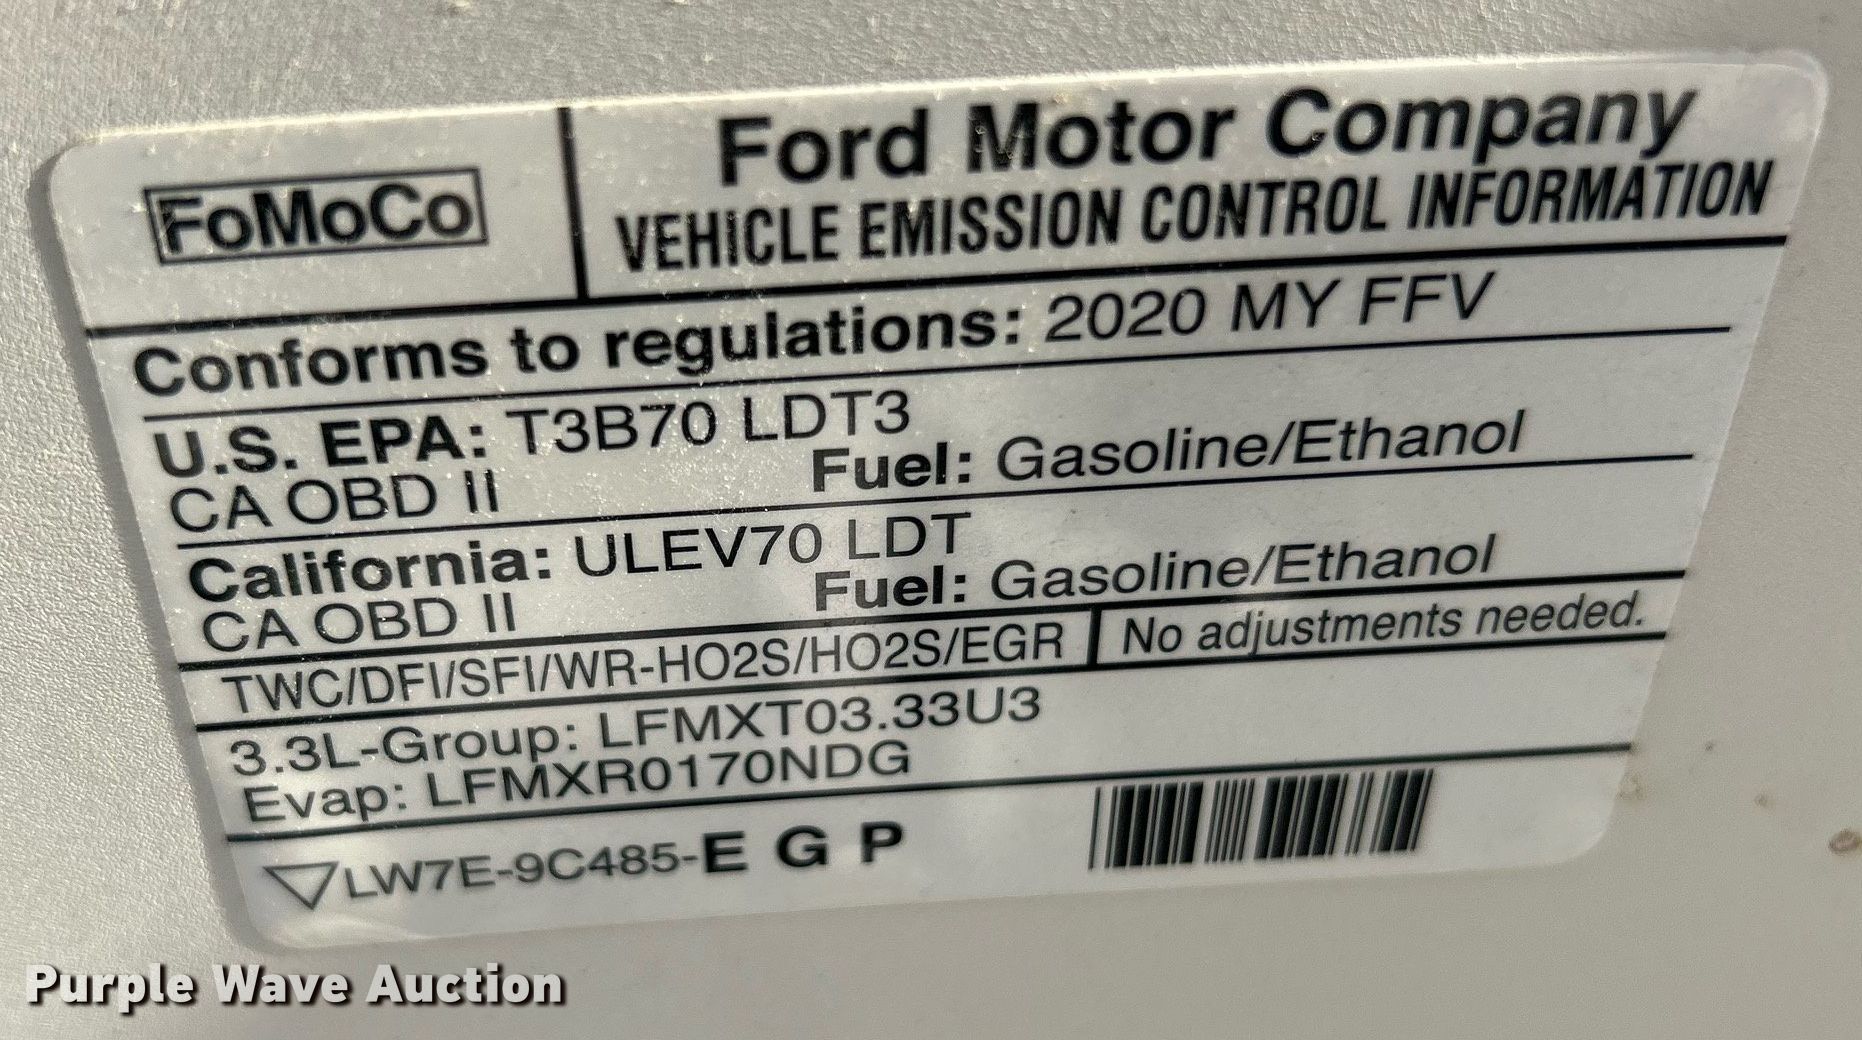 FoMoCo
Ford Motor Company
VEHICLE EMISSION CONTROL INFORMATION
Conforms to regulations: 2020 MY FFV
U.S. EPA: T3B70 LDT3
CA OBD II Fuel: Gasoline/Ethanol
California: ULEV70 LDT
CA OBD II Fuel: Gasoline/Ethanol
TWC/DFI/SFI/WR-HO2S/HO2S/EGR No adjustments needed.
3.3L-Group: LFMXT03.33U3
Evap: LFMXR0170NDG
LW7E-9C485-E G P
Purple Wave Auction